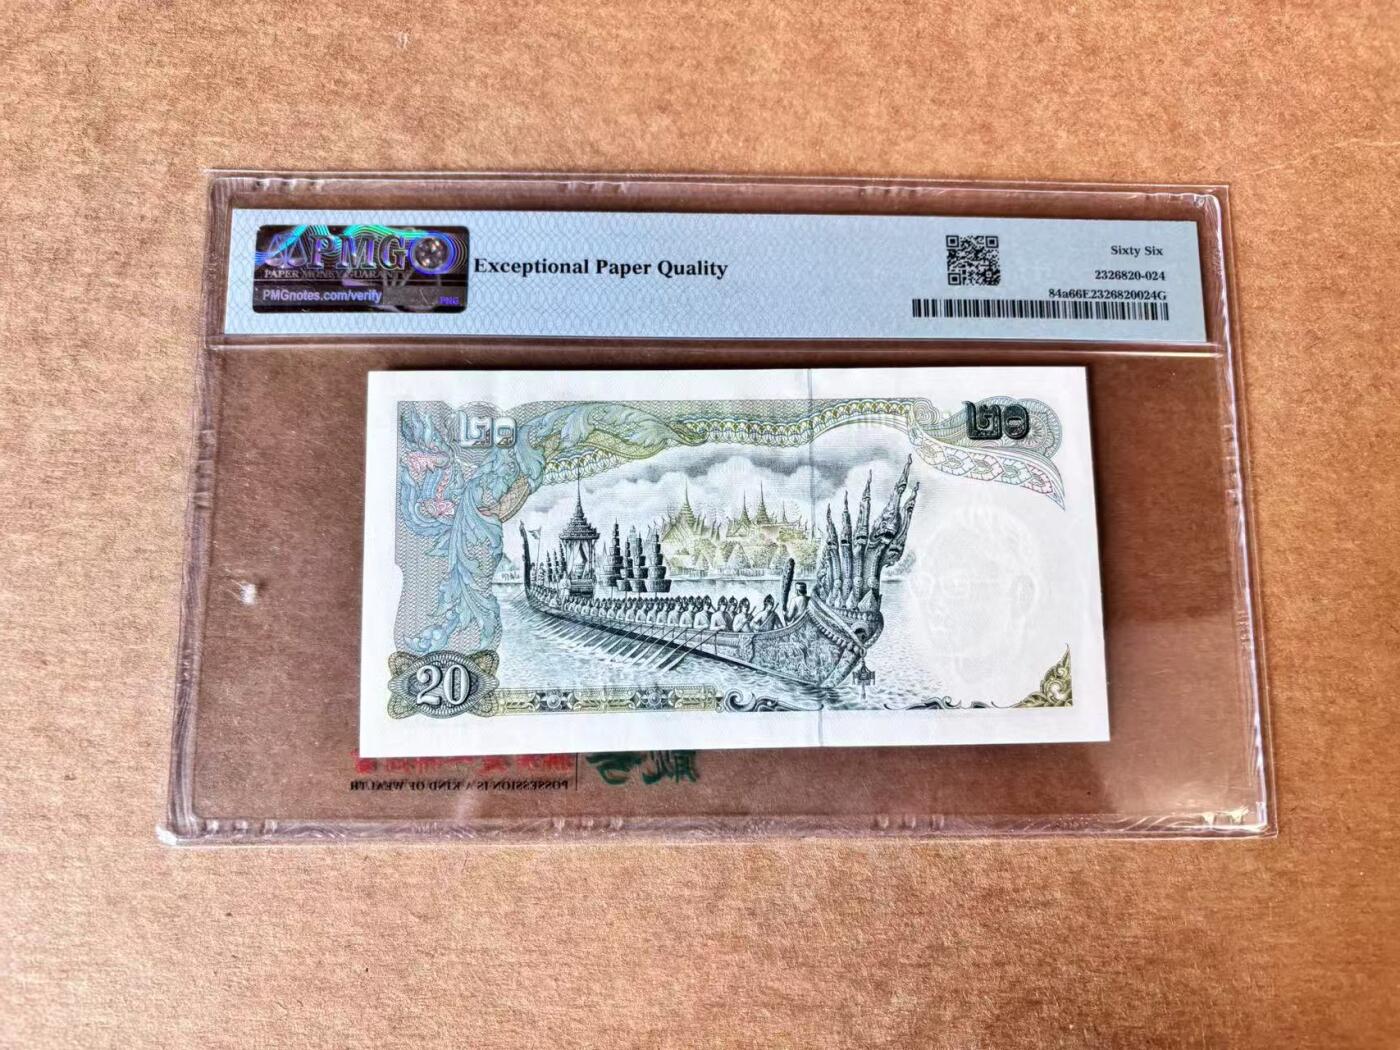 PMG
PAPER MONEY GUARANTY
PMGnotes.com/verify
PNG
Exceptional Paper Quality
Sixty Six
2326820-024
84a66E2326820024G
๒๐
๒๐
20
POSSESSION IS A KIND OF WEALTH